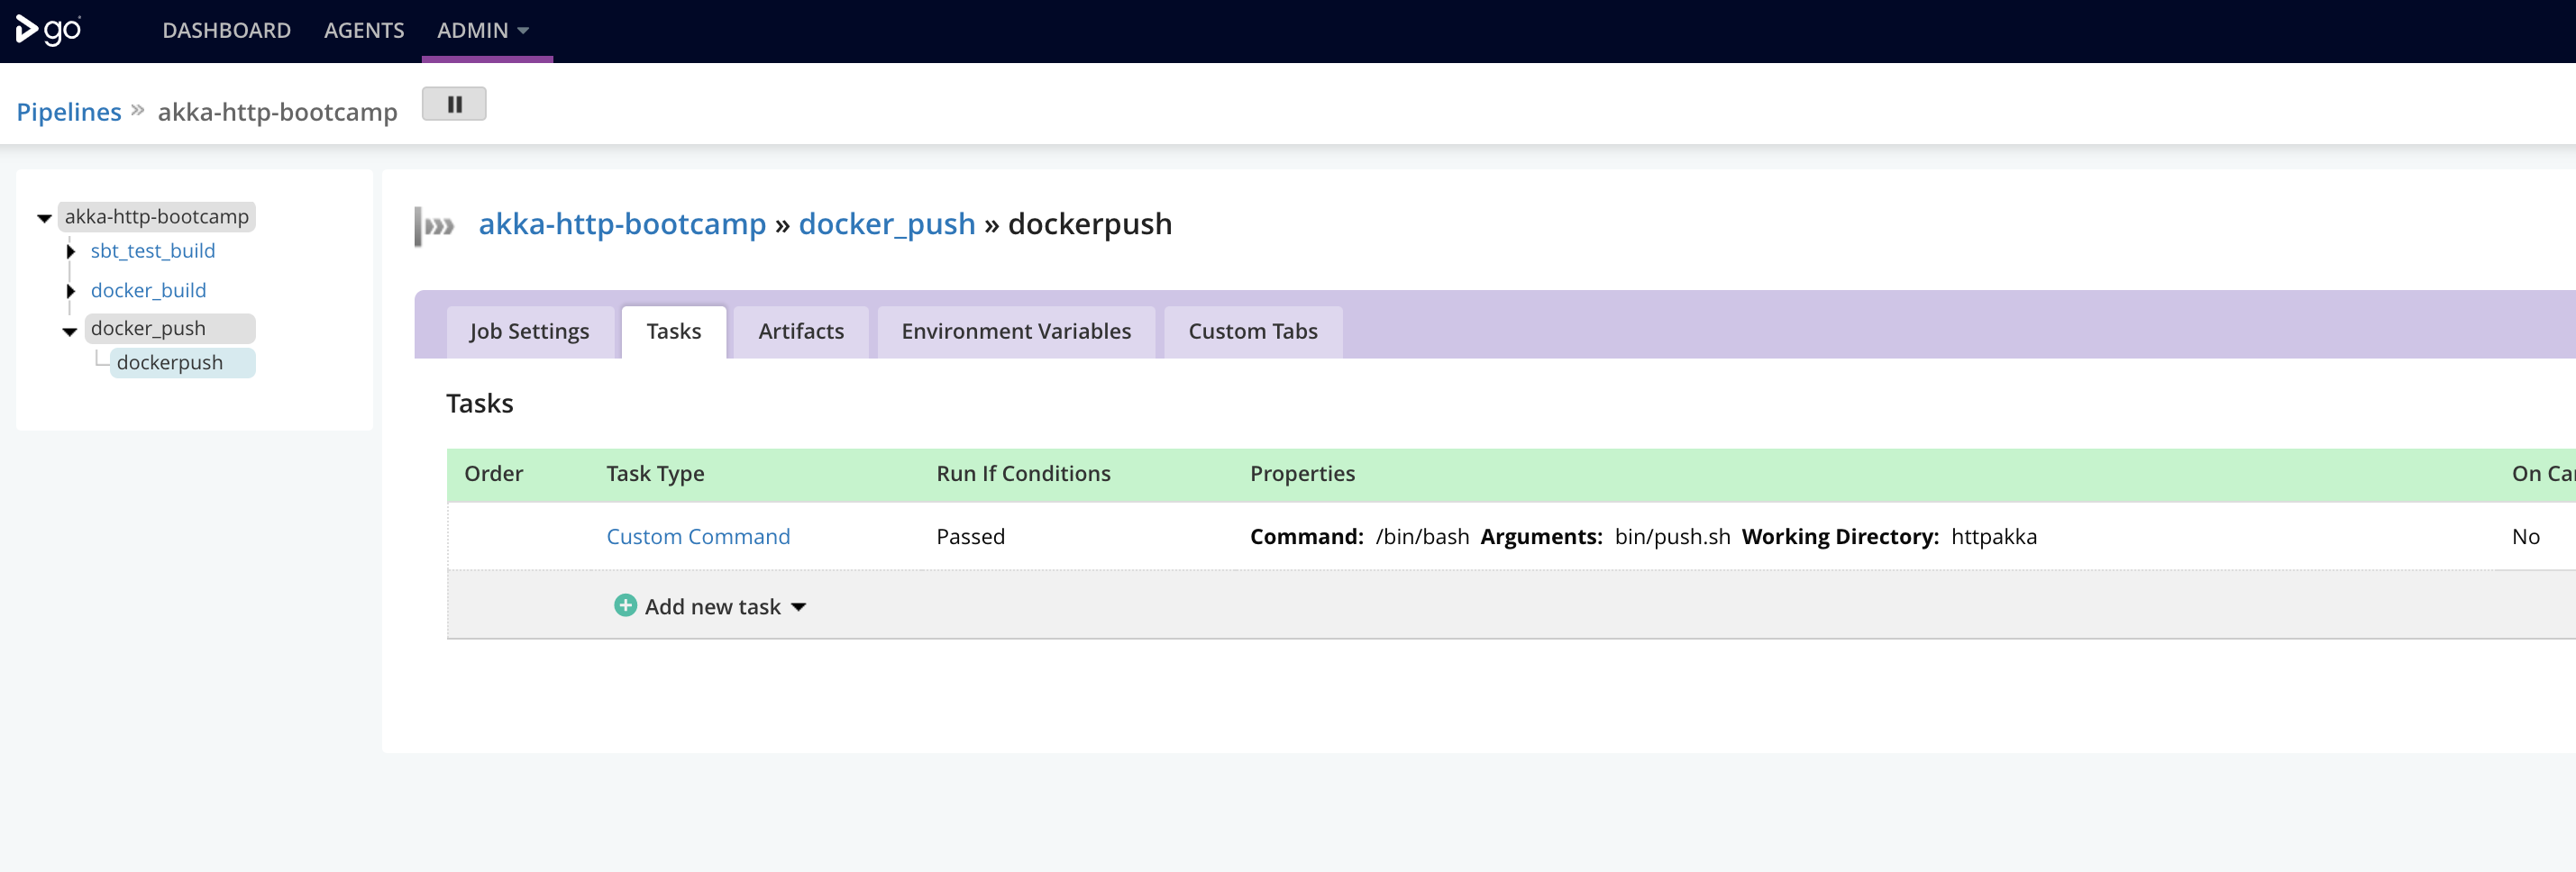 go DASHBOARD AGENTS ADMIN
Pipelines » akka-http-bootcamp
akka-http-bootcamp
sbt_test_build
docker_build
docker_push
dockerpush
akka-http-bootcamp » docker_push » dockerpush
Job Settings Tasks Artifacts Environment Variables Custom Tabs
Tasks
Order Task Type Run If Conditions Properties On
Custom Command Passed Command: /bin/bash Arguments: bin/push.sh Working Directory: httpakka No
Add new task